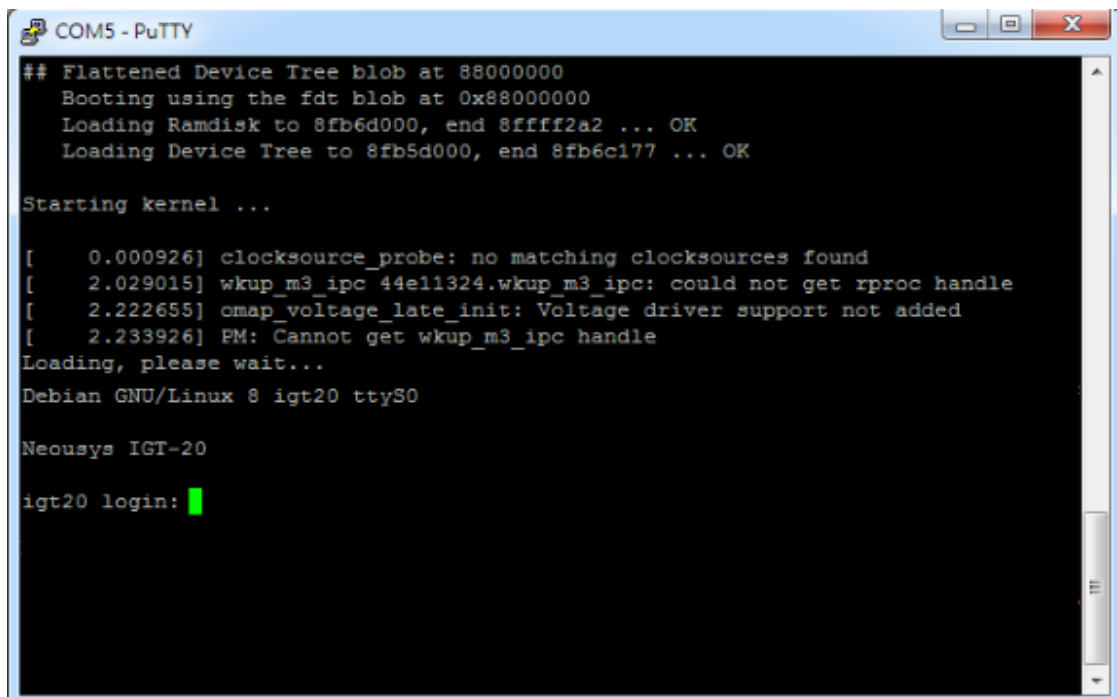 COM5 - PuTTY
## Flattened Device Tree blob at 88000000
   Booting using the fdt blob at 0x88000000
   Loading Ramdisk to 8fb6d000, end 8ffff2a2 ... OK
   Loading Device Tree to 8fb5d000, end 8fb6c177 ... OK
Starting kernel ...
[    0.000926] clocksource_probe: no matching clocksources found
[    2.029015] wkup_m3_ipc 44e11324.wkup_m3_ipc: could not get rproc handle
[    2.222655] omap_voltage_late_init: Voltage driver support not added
[    2.233926] PM: Cannot get wkup_m3_ipc handle
Loading, please wait...
Debian GNU/Linux 8 igt20 ttyS0
Neousys IGT-20
igt20 login: